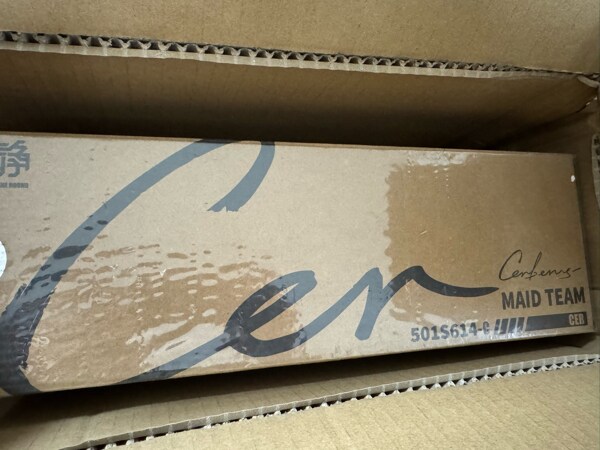 静
Cer
Cerberus
MAID TEAM
501S614-B
CER